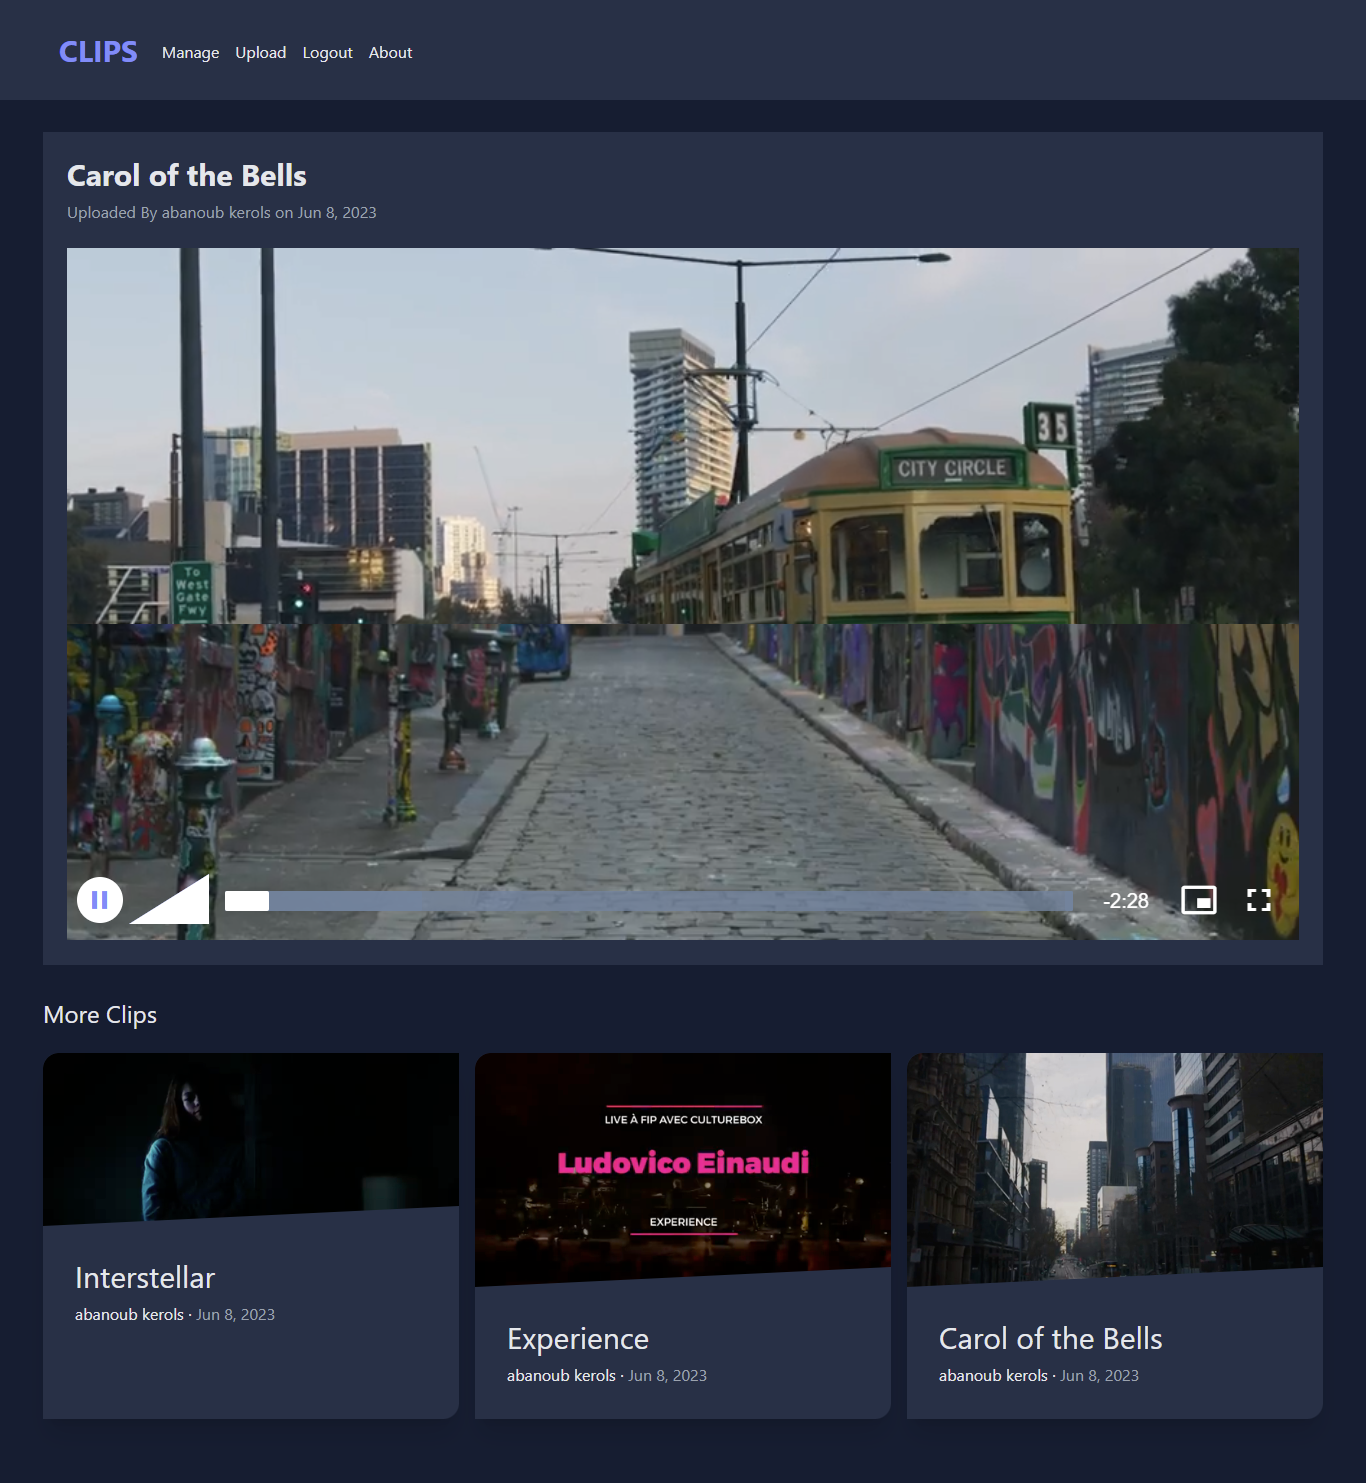 CLIPS Manage Upload Logout About
Carol of the Bells
Uploaded By abanoub kerols on Jun 8, 2023
35
CITY CIRCLE
To
West
Gate
Fwy
-2:28
More Clips
Interstellar
abanoub kerols · Jun 8, 2023
LIVE À FIP AVEC CULTUREBOX
Ludovico Einaudi
EXPERIENCE
Experience
abanoub kerols · Jun 8, 2023
Carol of the Bells
abanoub kerols · Jun 8, 2023